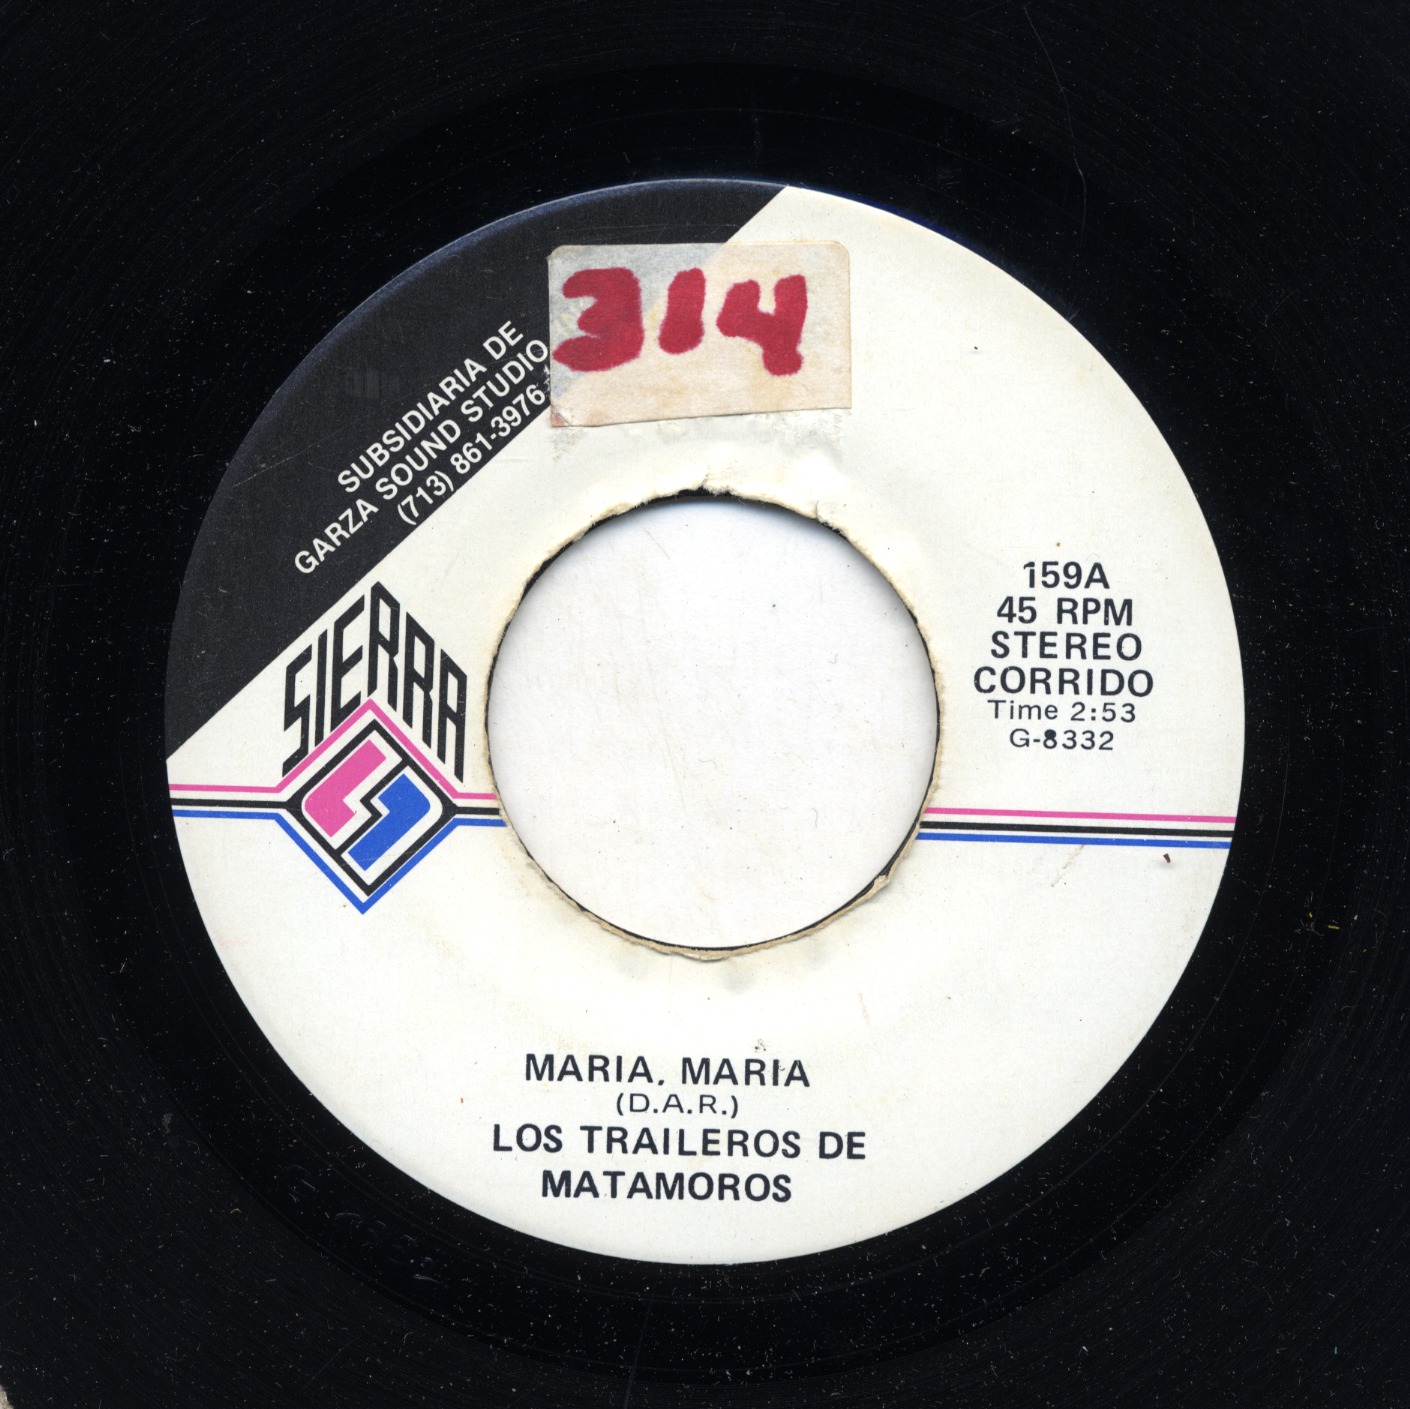 314
SUBSIDIARIA DE
GARZA SOUND STUDIO
(713) 861-3976
SIERRA
159A
45 RPM
STEREO
CORRIDO
Time 2:53
G-8332
MARIA, MARIA
(D.A.R.)
LOS TRAILEROS DE
MATAMOROS